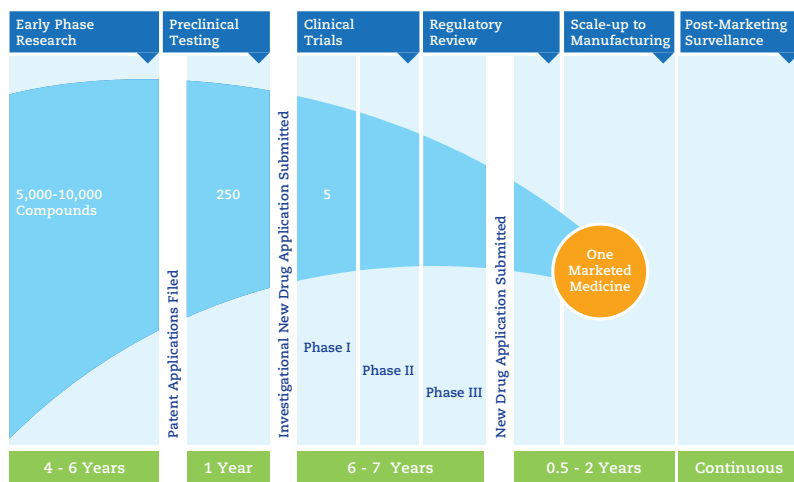 Early Phase
Research
Preclinical
Testing
Clinical
Trials
Regulatory
Review
Scale-up to
Manufacturing
Post-Marketing
Survellance
5,000-10,000
Compounds
Patent Applications Filed
250
Investigational New Drug Application Submitted
5
Phase I
Phase II
Phase III
New Drug Application Submitted
One
Marketed
Medicine
4 - 6 Years
1 Year
6 - 7 Years
0.5 - 2 Years
Continuous